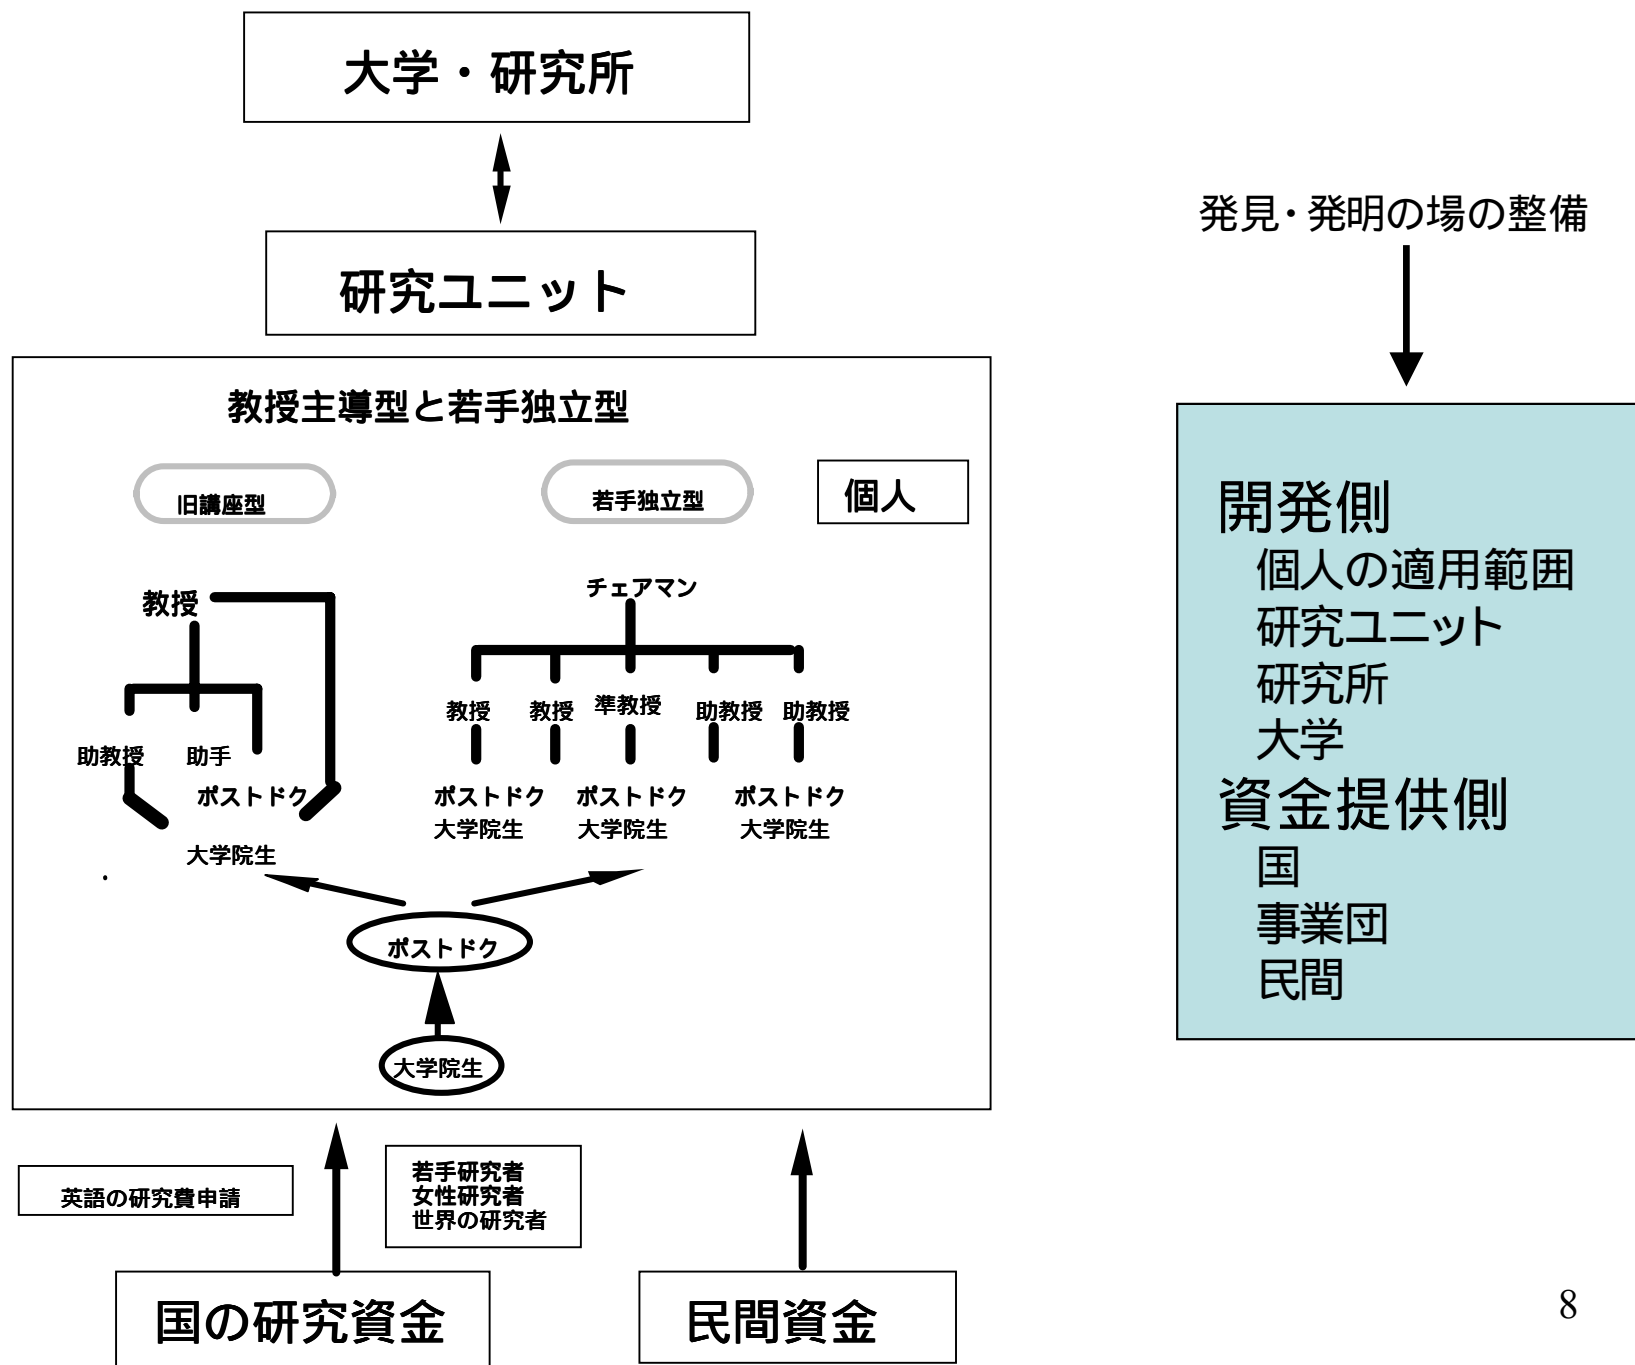 大学・研究所
研究ユニット
教授主導型と若手独立型
旧講座型
若手独立型
個人
教授
助教授 助手
ポストドク
大学院生
チェアマン
教授 教授 準教授 助教授 助教授
ポストドク ポストドク ポストドク
大学院生 大学院生 大学院生
ポストドク
大学院生
英語の研究費申請
若手研究者
女性研究者
世界の研究者
国の研究資金
民間資金
発見・発明の場の整備
開発側
個人の適用範囲
研究ユニット
研究所
大学
資金提供側
国
事業団
民間
8